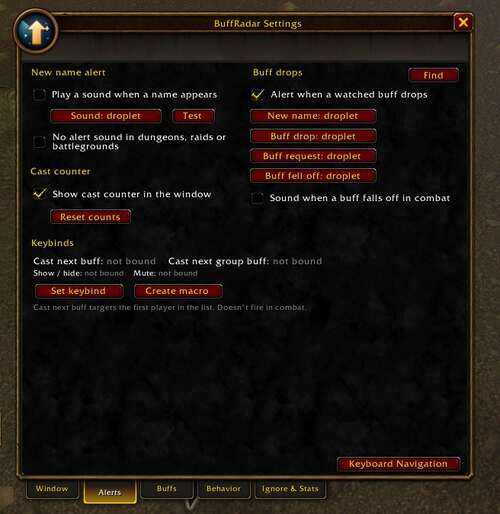 BuffRadar Settings
New name alert
Play a sound when a name appears
Sound: droplet
Test
No alert sound in dungeons, raids or
battlegrounds
Cast counter
Show cast counter in the window
Reset counts
Buff drops
Find
Alert when a watched buff drops
New name: droplet
Buff drop: droplet
Buff request: droplet
Buff fell off: droplet
Sound when a buff falls off in combat
Keybinds
Cast next buff: not bound Cast next group buff: not bound
Show / hide: not bound Mute: not bound
Set keybind
Create macro
Cast next buff targets the first player in the list. Doesn't fire in combat.
Keyboard Navigation
Window
Alerts
Buffs
Behavior
Ignore & Stats